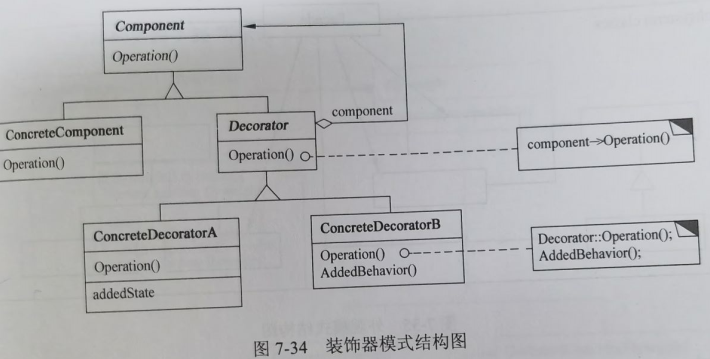 Component
Operation()
component
ConcreteComponent
Operation()
Decorator
Operation()
component->Operation()
ConcreteDecoratorA
Operation()
addedState
ConcreteDecoratorB
Operation()
AddedBehavior()
Decorator::Operation();
AddedBehavior();
图 7-34 装饰器模式结构图